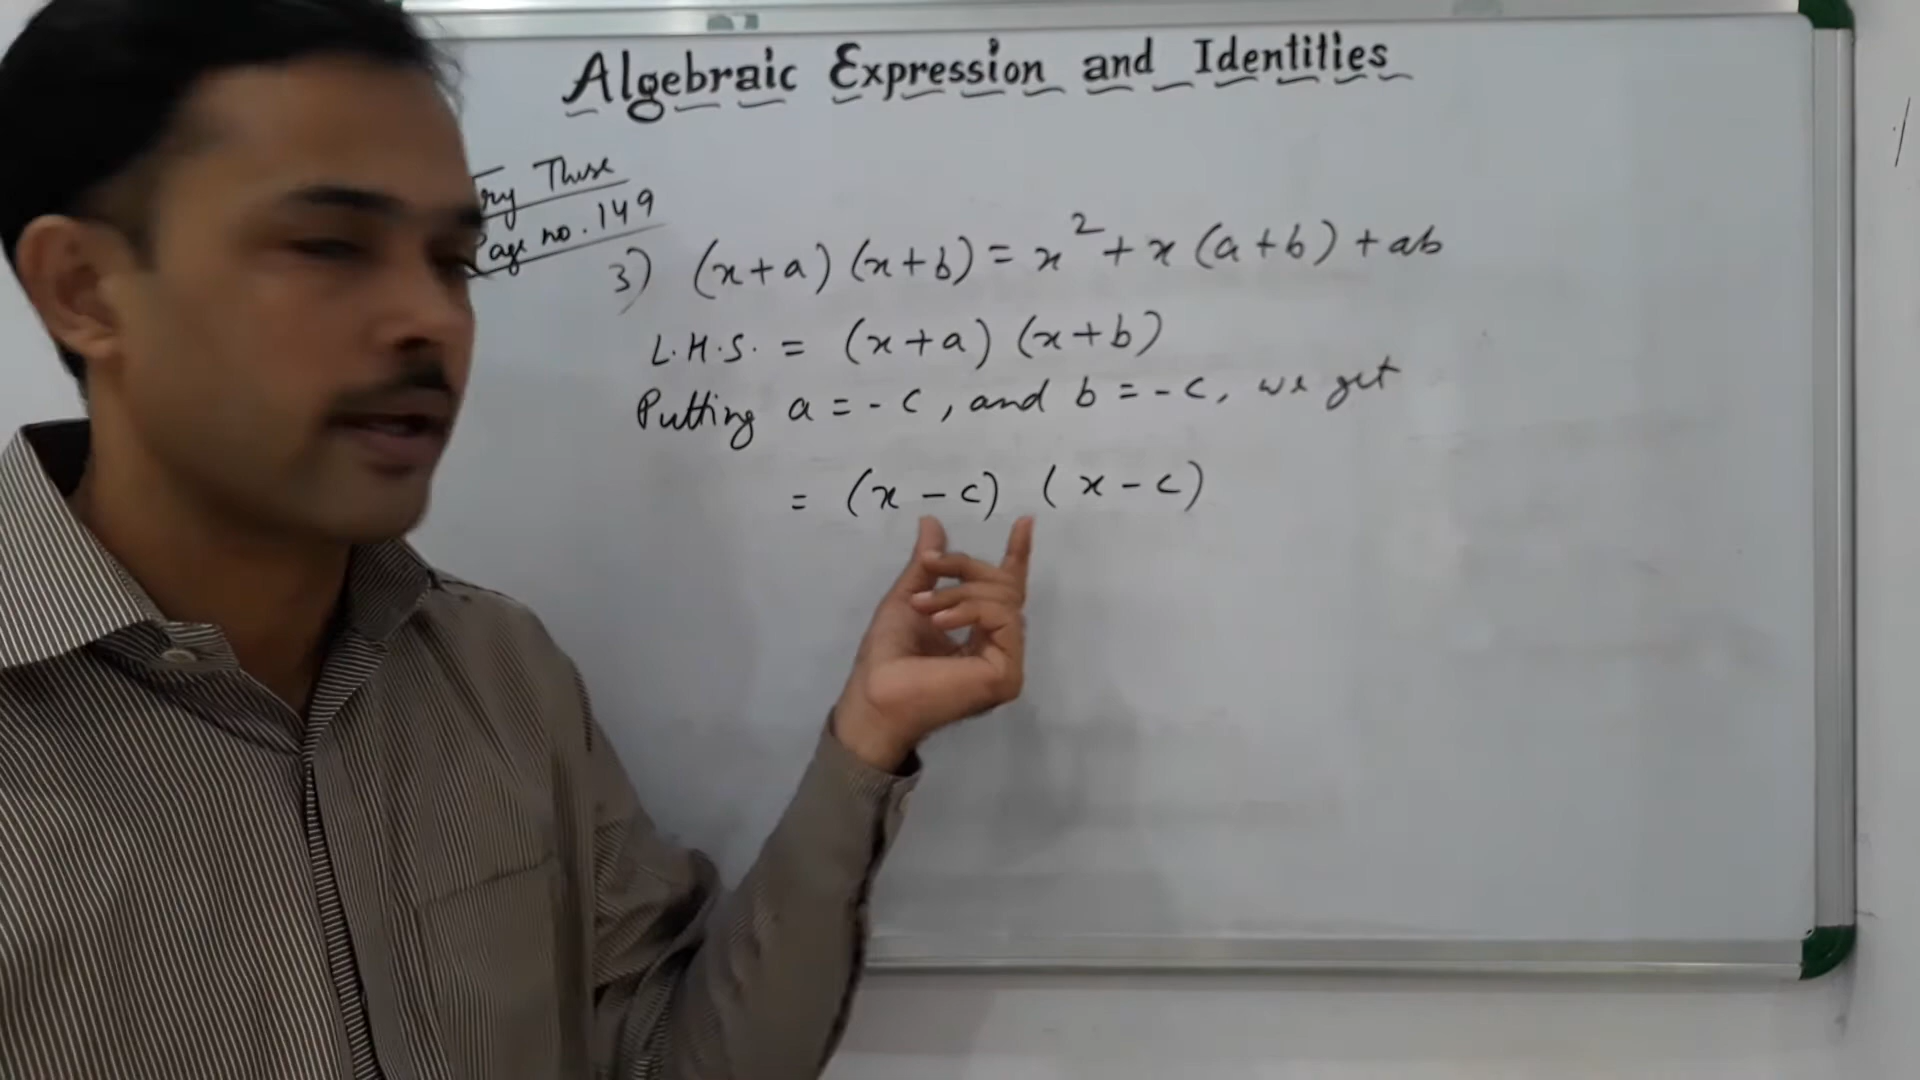 Algebraic Expression and Identities
Try These
Page no. 149
3) (x+a) (x+b) = x² + x (a+b) + ab
L.H.S. = (x+a) (x+b)
Putting a = - c, and b = - c, we get
= (x - c) (x - c)